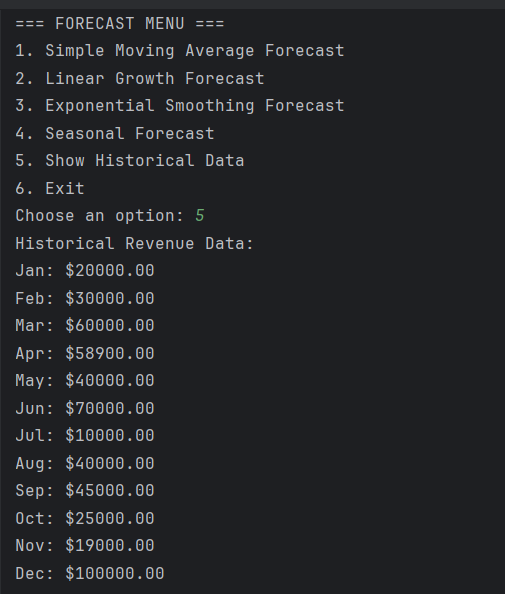 === FORECAST MENU ===
1. Simple Moving Average Forecast
2. Linear Growth Forecast
3. Exponential Smoothing Forecast
4. Seasonal Forecast
5. Show Historical Data
6. Exit
Choose an option: 5
Historical Revenue Data:
Jan: $20000.00
Feb: $30000.00
Mar: $60000.00
Apr: $58900.00
May: $40000.00
Jun: $70000.00
Jul: $10000.00
Aug: $40000.00
Sep: $45000.00
Oct: $25000.00
Nov: $19000.00
Dec: $100000.00